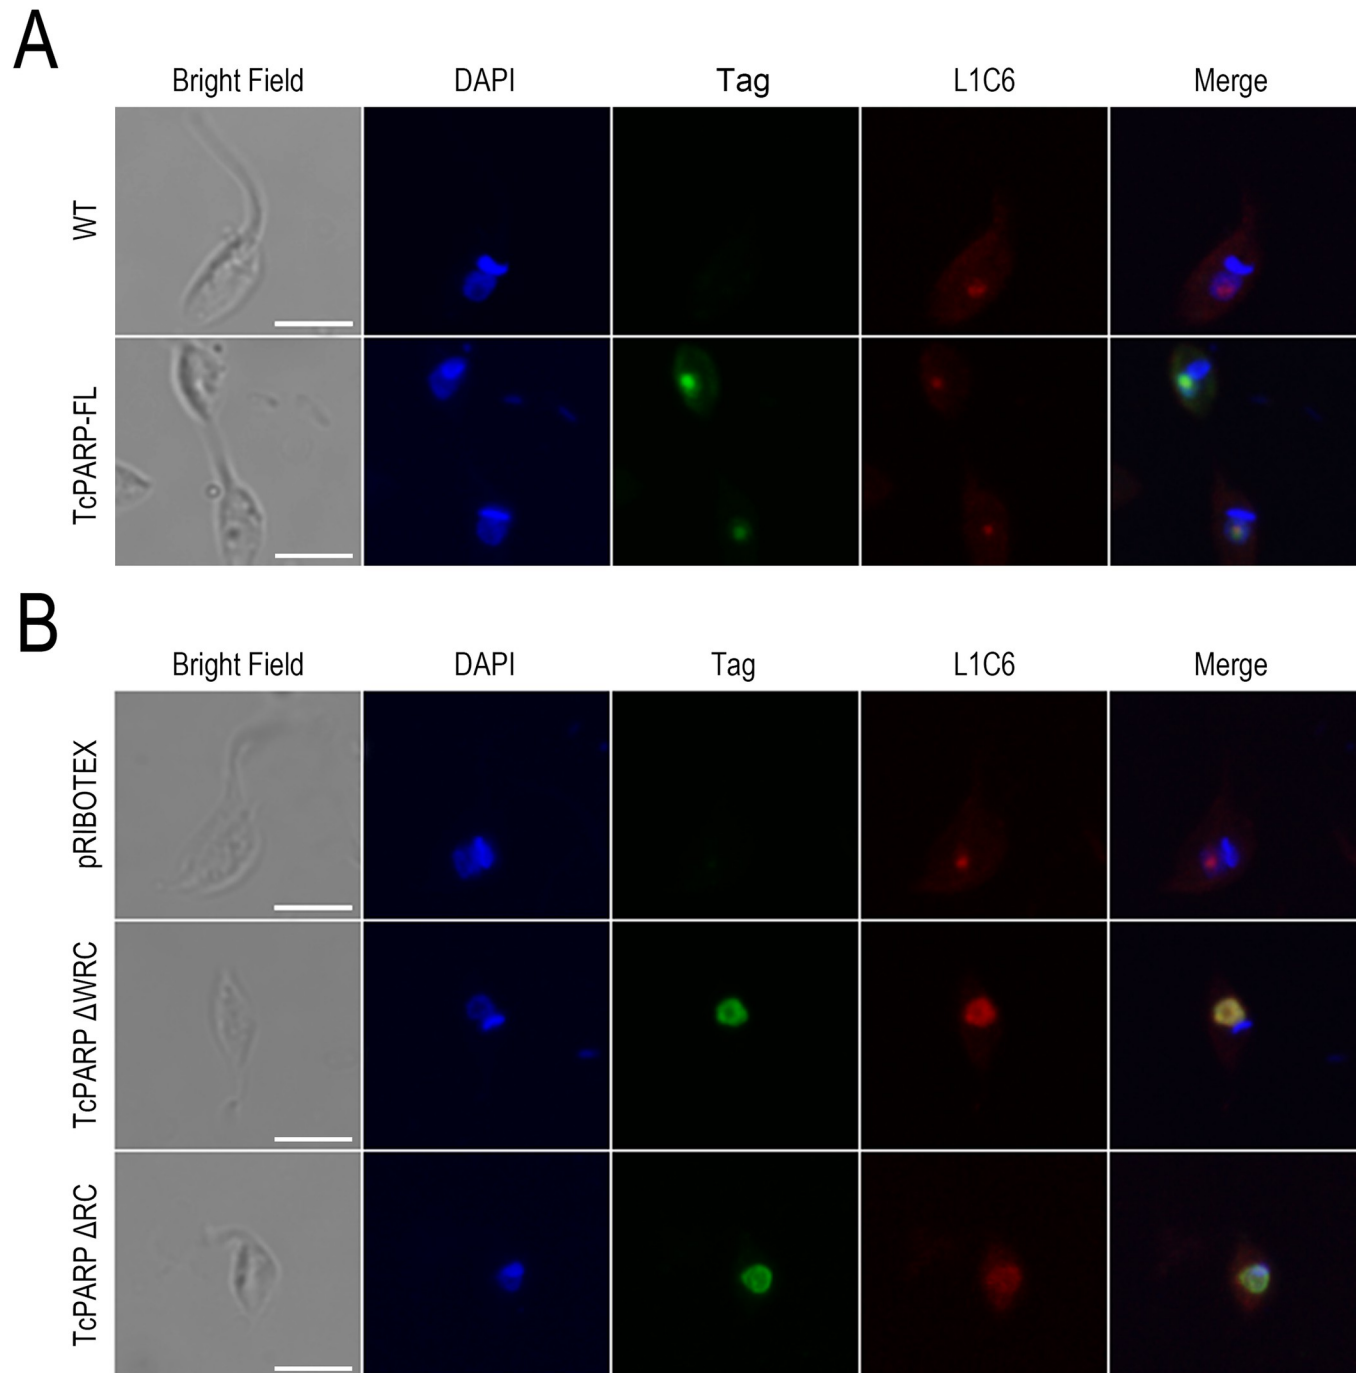 A
Bright Field DAPI Tag L1C6 Merge
WT
TcPARP-FL
B
Bright Field DAPI Tag L1C6 Merge
pRIBOTEX
TcPARP ΔWRC
TcPARP ΔRC